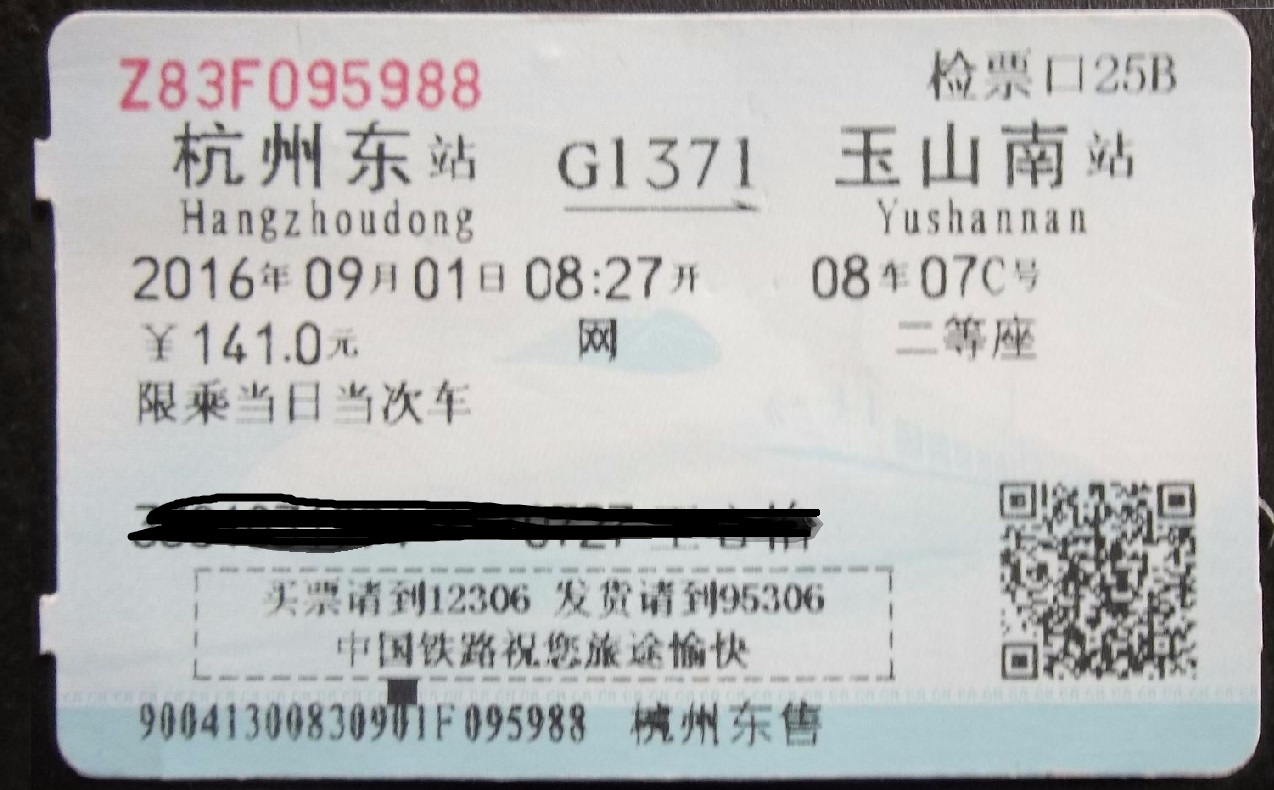 Z83F095988 检票口25B
杭州东站 G1371 玉山南站
Hangzhoudong Yushannan
2016年09月01日08:27开 08车07C号
￥141.0元 网 二等座
限乘当日当次车
买票请到12306 发货请到95306
中国铁路祝您旅途愉快
90041300830901F095988 杭州东售